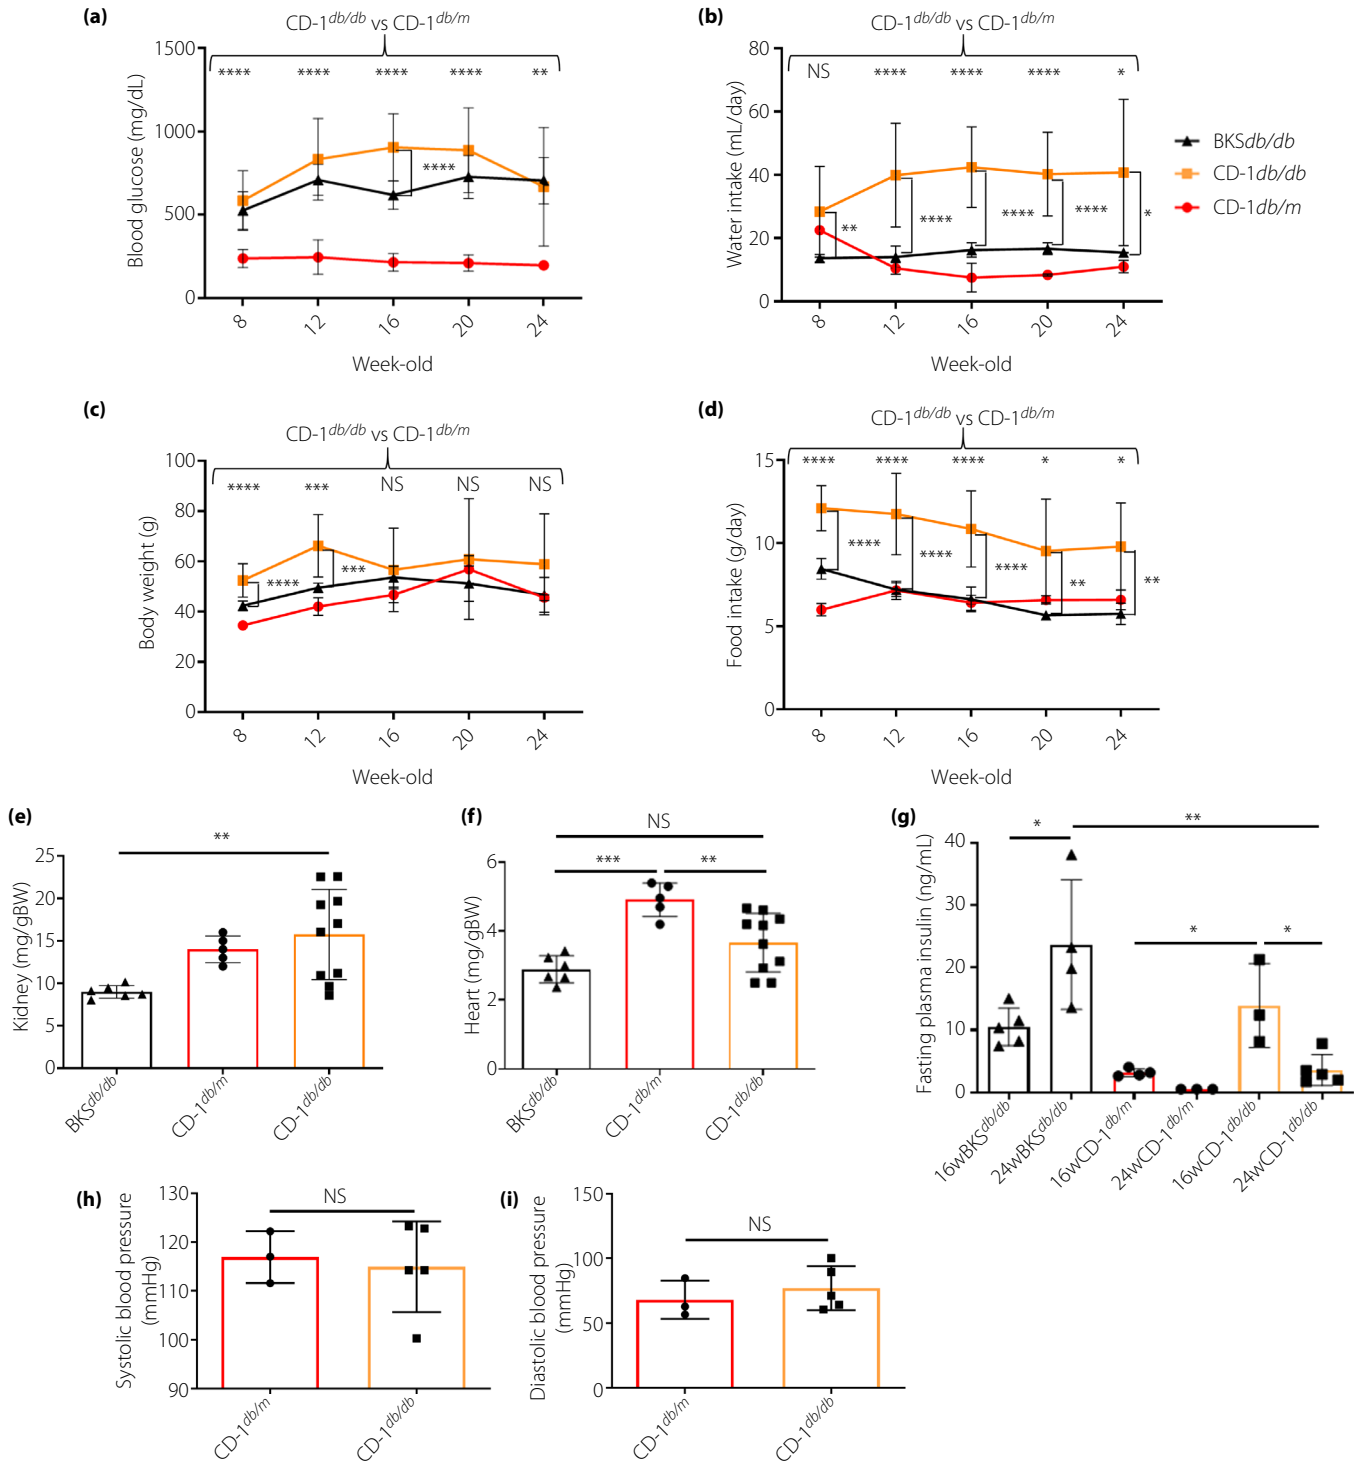 (a)
CD-1db/db vs CD-1db/m
**** **** **** **** **
****
Blood glucose (mg/dL)
1500
1000
500
0
8 12 16 20 24
Week-old
(b)
CD-1db/db vs CD-1db/m
NS **** **** **** *
** **** **** **** *
Water intake (mL/day)
80
60
40
20
0
8 12 16 20 24
Week-old
BKSdb/db
CD-1db/db
CD-1db/m
(c)
CD-1db/db vs CD-1db/m
**** *** NS NS NS
**** ***
Body weight (g)
100
80
60
40
20
0
8 12 16 20 24
Week-old
(d)
CD-1db/db vs CD-1db/m
**** **** **** * *
**** **** **** ** **
Food intake (g/day)
15
10
5
0
8 12 16 20 24
Week-old
(e)
**
Kidney (mg/gBW)
25
20
15
10
5
0
BKSdb/db
CD-1db/m
CD-1db/db
(f)
NS
*** **
Heart (mg/gBW)
6
4
2
0
BKSdb/db
CD-1db/m
CD-1db/db
(g)
* **
* *
Fasting plasma insulin (ng/mL)
40
30
20
10
0
16wBKSdb/db
24wBKSdb/db
16wCD-1db/m
24wCD-1db/m
16wCD-1db/db
24wCD-1db/db
(h)
NS
Systolic blood pressure
(mmHg)
130
120
110
100
90
CD-1db/m
CD-1db/db
(i)
NS
Diastolic blood pressure
(mmHg)
150
100
50
0
CD-1db/m
CD-1db/db